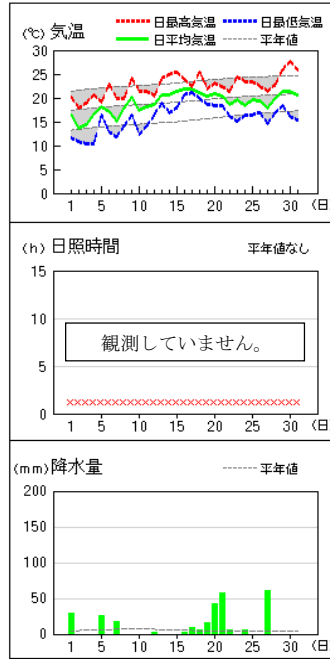 (℃) 気温 日最高気温 日最低気温
日平均気温 平年値
30
25
20
15
10
5
0
1 5 10 15 20 25 30 (日
(h) 日照時間 平年値なし
15
10
観測していません。
5
0
××××××××××××××××××××××××××××××
1 5 10 15 20 25 30 (日
(mm) 降水量 平年値
200
150
100
50
0
1 5 10 15 20 25 30 (日